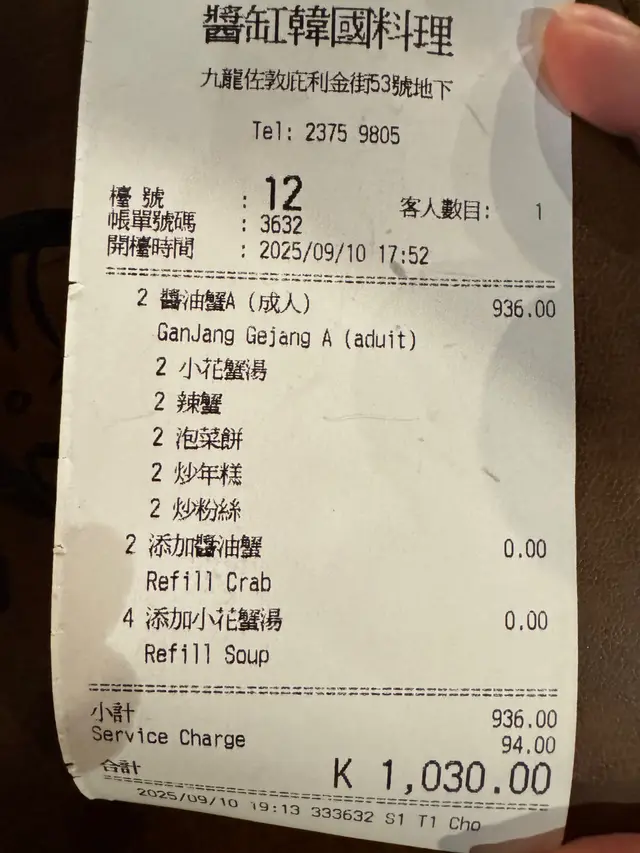 醬缸韓國料理
九龍佐敦庇利金街53號地下
Tel: 2375 9805
檯號 : 12 客人數目: 1
帳單號碼 : 3632
開檯時間 : 2025/09/10 17:52
2 醬油蟹A (成人) 936.00
GanJang Gejang A (aduit)
2 小花蟹湯
2 辣蟹
2 泡菜餅
2 炒年糕
2 炒粉絲
2 添加醬油蟹 0.00
Refill Crab
4 添加小花蟹湯 0.00
Refill Soup
小計 936.00
Service Charge 94.00
合計 K 1,030.00
2025/09/10 19:13 333632 S1 T1 Cho